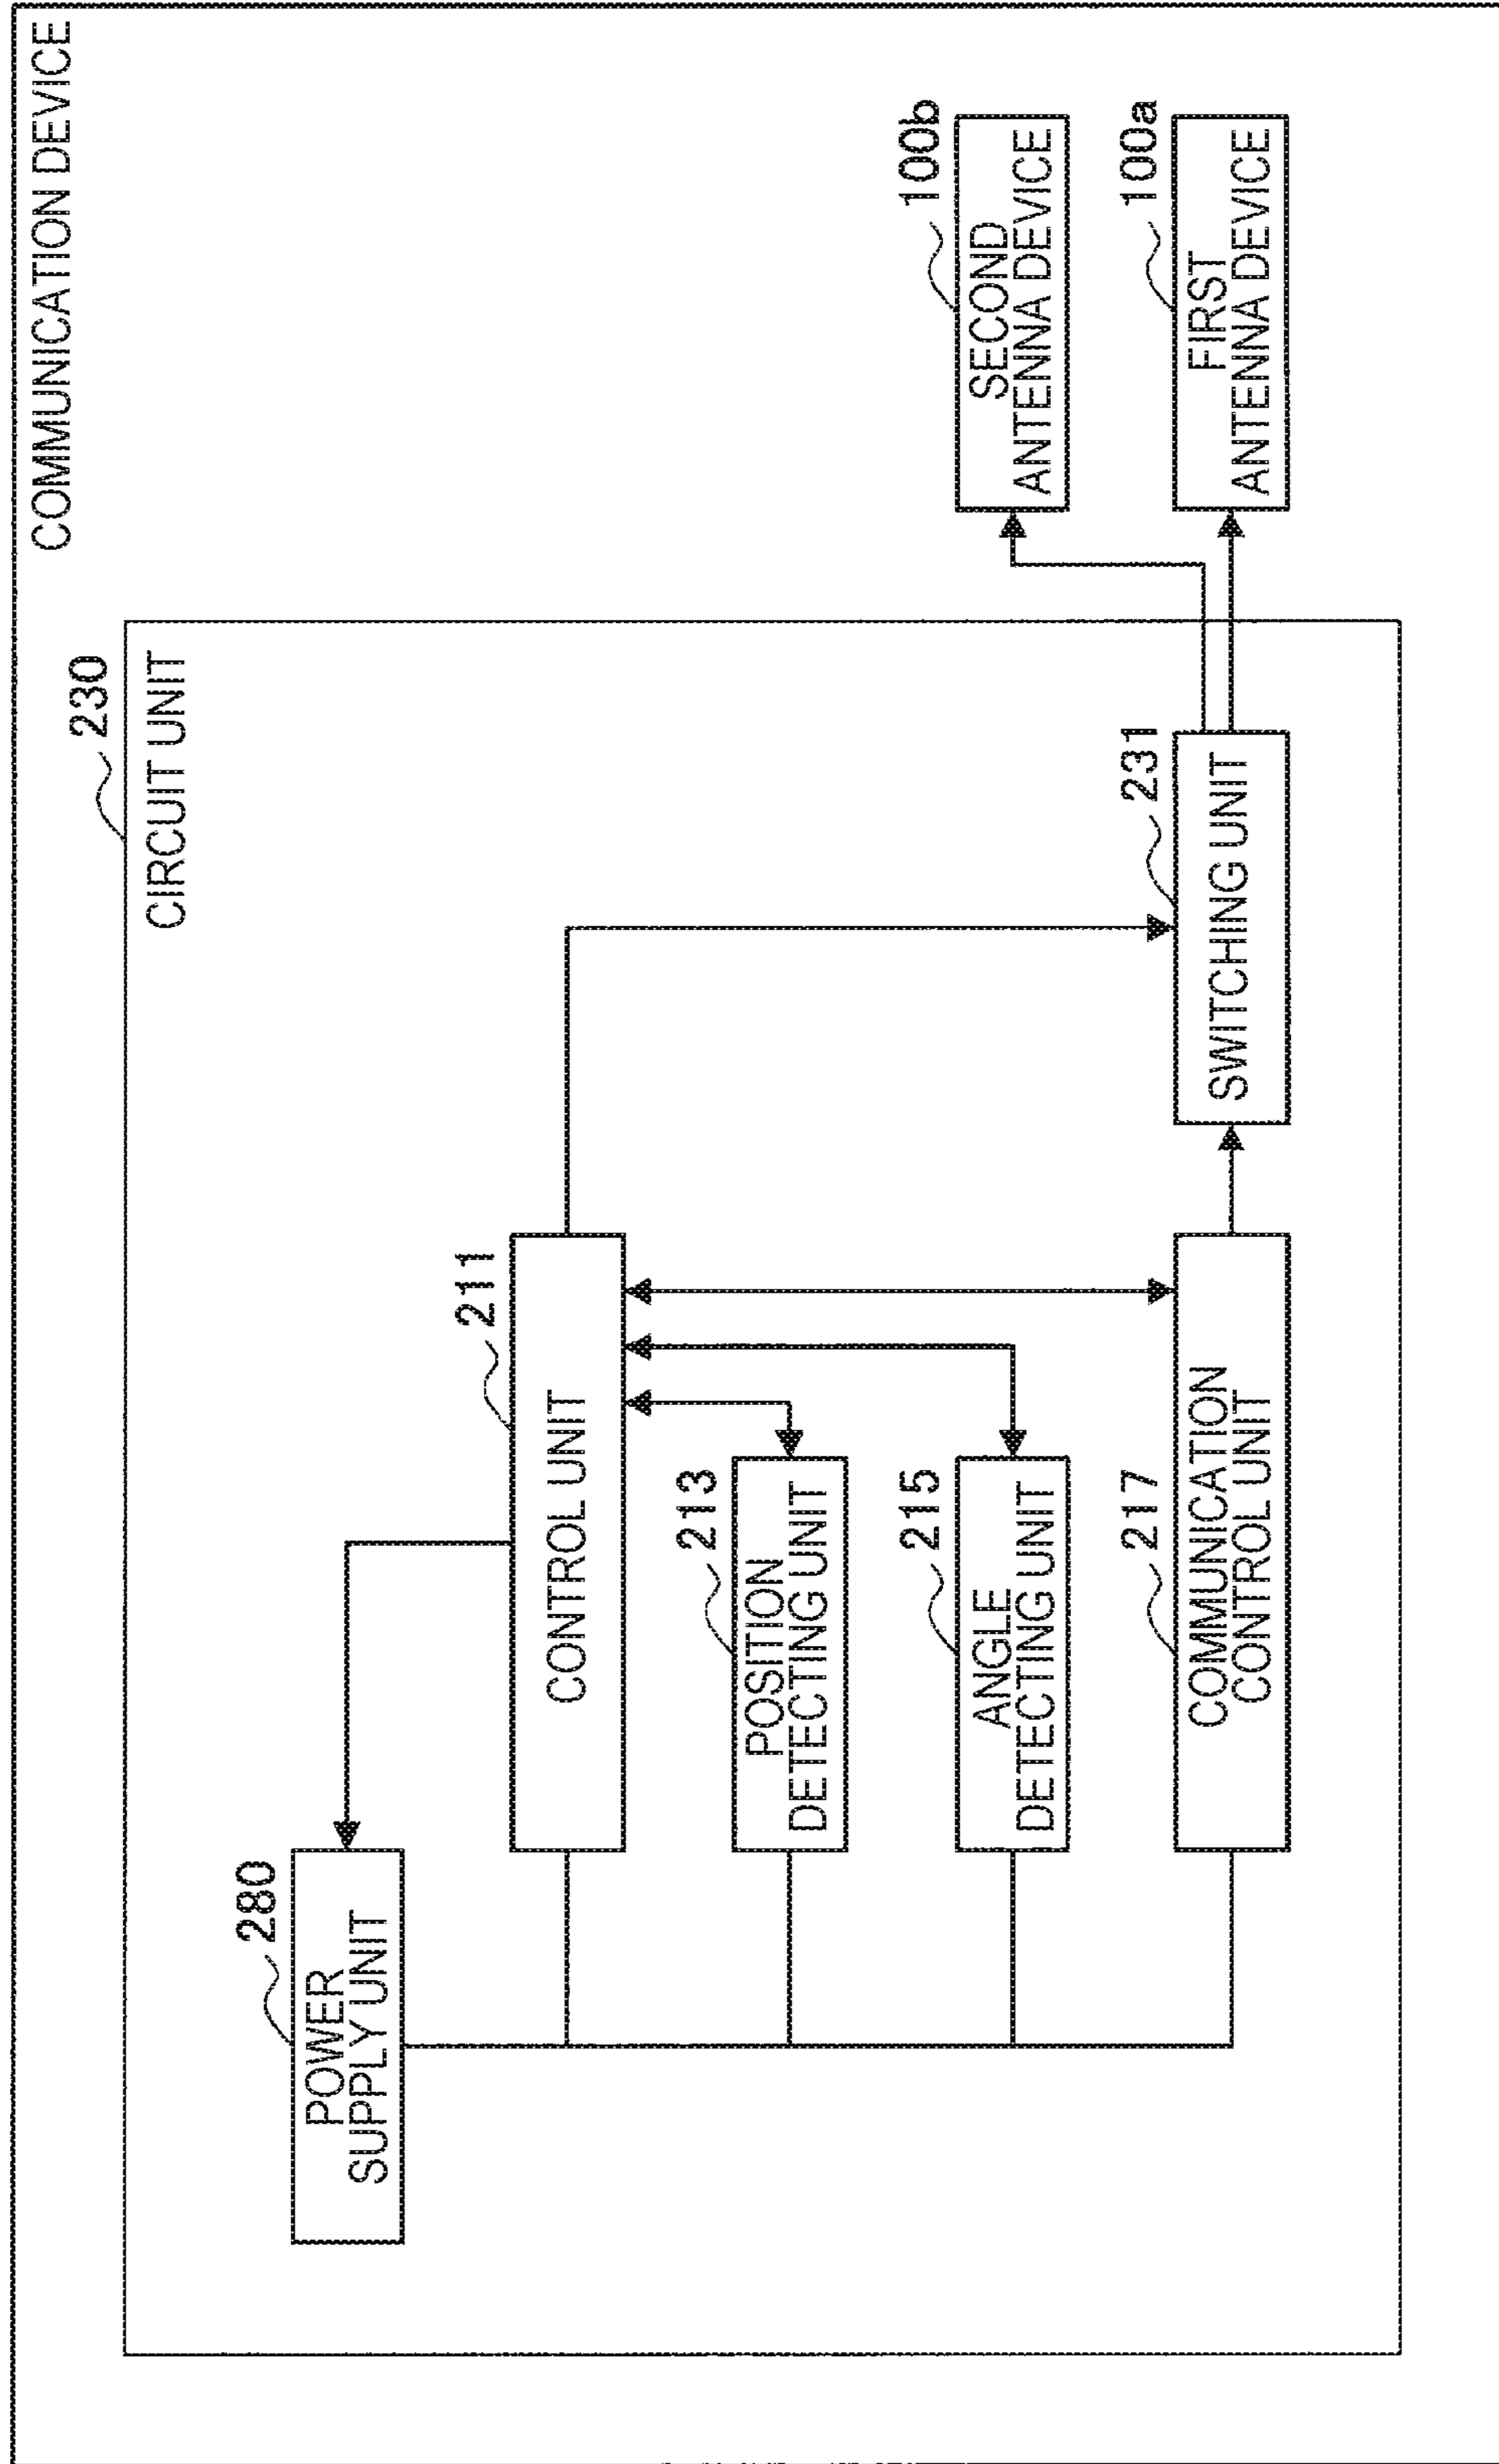 COMMUNICATION DEVICE
230
CIRCUIT UNIT
280
POWER
SUPPLY UNIT
211
CONTROL UNIT
213
POSITION
DETECTING UNIT
215
ANGLE
DETECTING UNIT
217
COMMUNICATION
CONTROL UNIT
231
SWITCHING UNIT
100b
SECOND
ANTENNA DEVICE
100a
FIRST
ANTENNA DEVICE